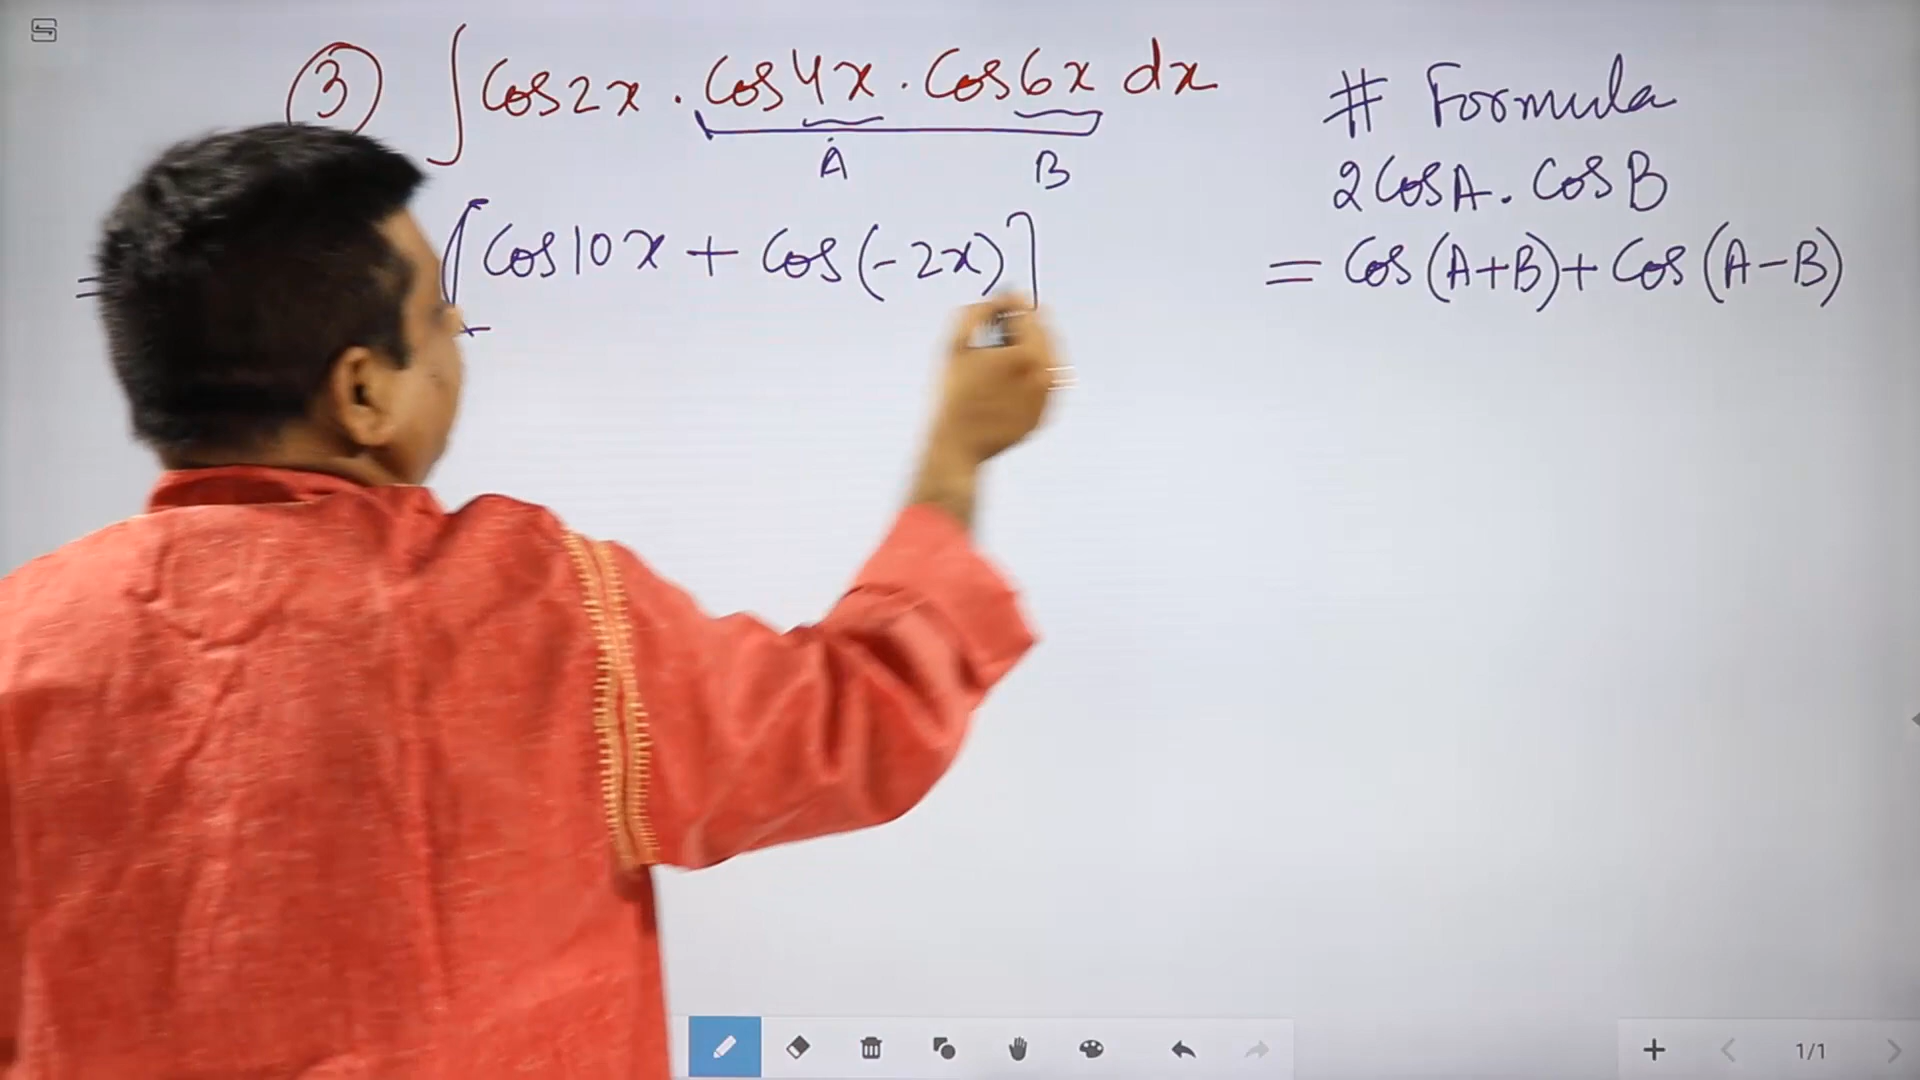 ③ ∫ Cos2x . Cos4x . Cos6x dx
A B
= [Cos10x + Cos(-2x)]
# Formula
2CosA . CosB
= Cos(A+B) + Cos(A-B)
1/1